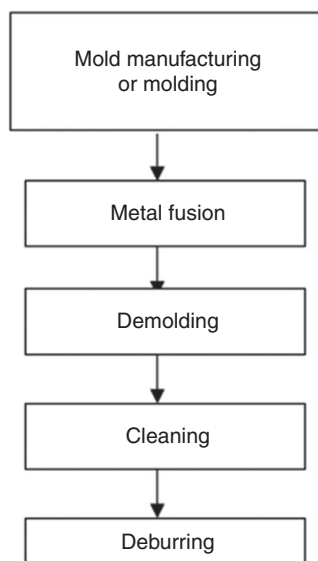 Mold manufacturing
or molding
Metal fusion
Demolding
Cleaning
Deburring